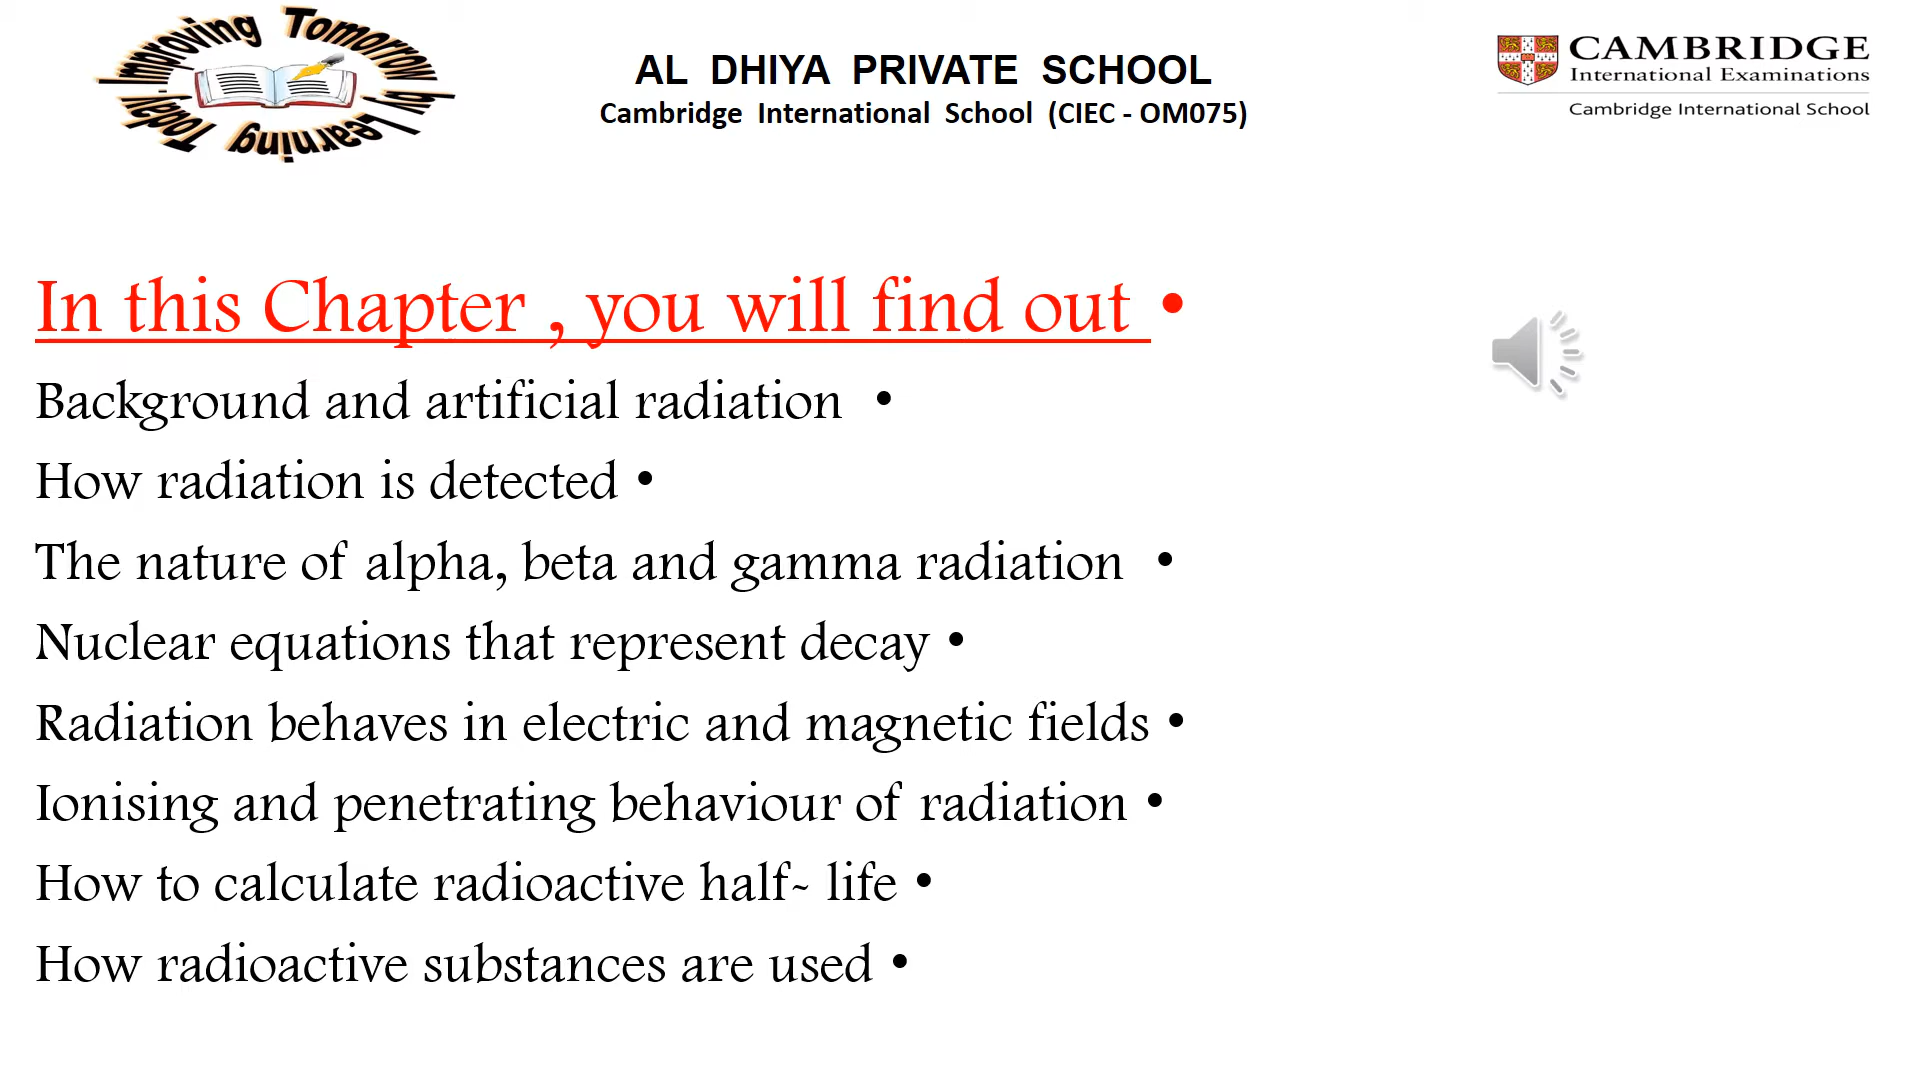 Improving Tomorrow by Learning Today.
AL DHIYA PRIVATE SCHOOL
Cambridge International School (CIEC - OM075)
CAMBRIDGE
International Examinations
Cambridge International School
In this Chapter , you will find out •
Background and artificial radiation •
How radiation is detected •
The nature of alpha, beta and gamma radiation •
Nuclear equations that represent decay •
Radiation behaves in electric and magnetic fields •
Ionising and penetrating behaviour of radiation •
How to calculate radioactive half- life •
How radioactive substances are used •